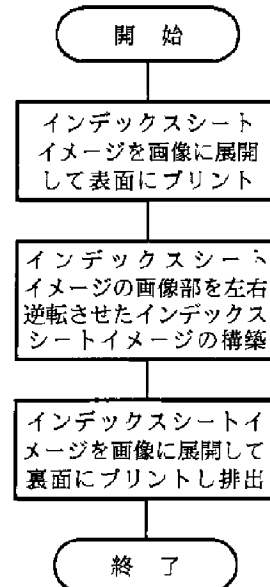 開始
インデックスシート
イメージを画像に展開
して表面にプリント
インデックスシート
イメージの画像部を左右
逆転させたインデックス
シートイメージの構築
インデックスシートイ
メージを画像に展開して
裏面にプリントし排出
終了